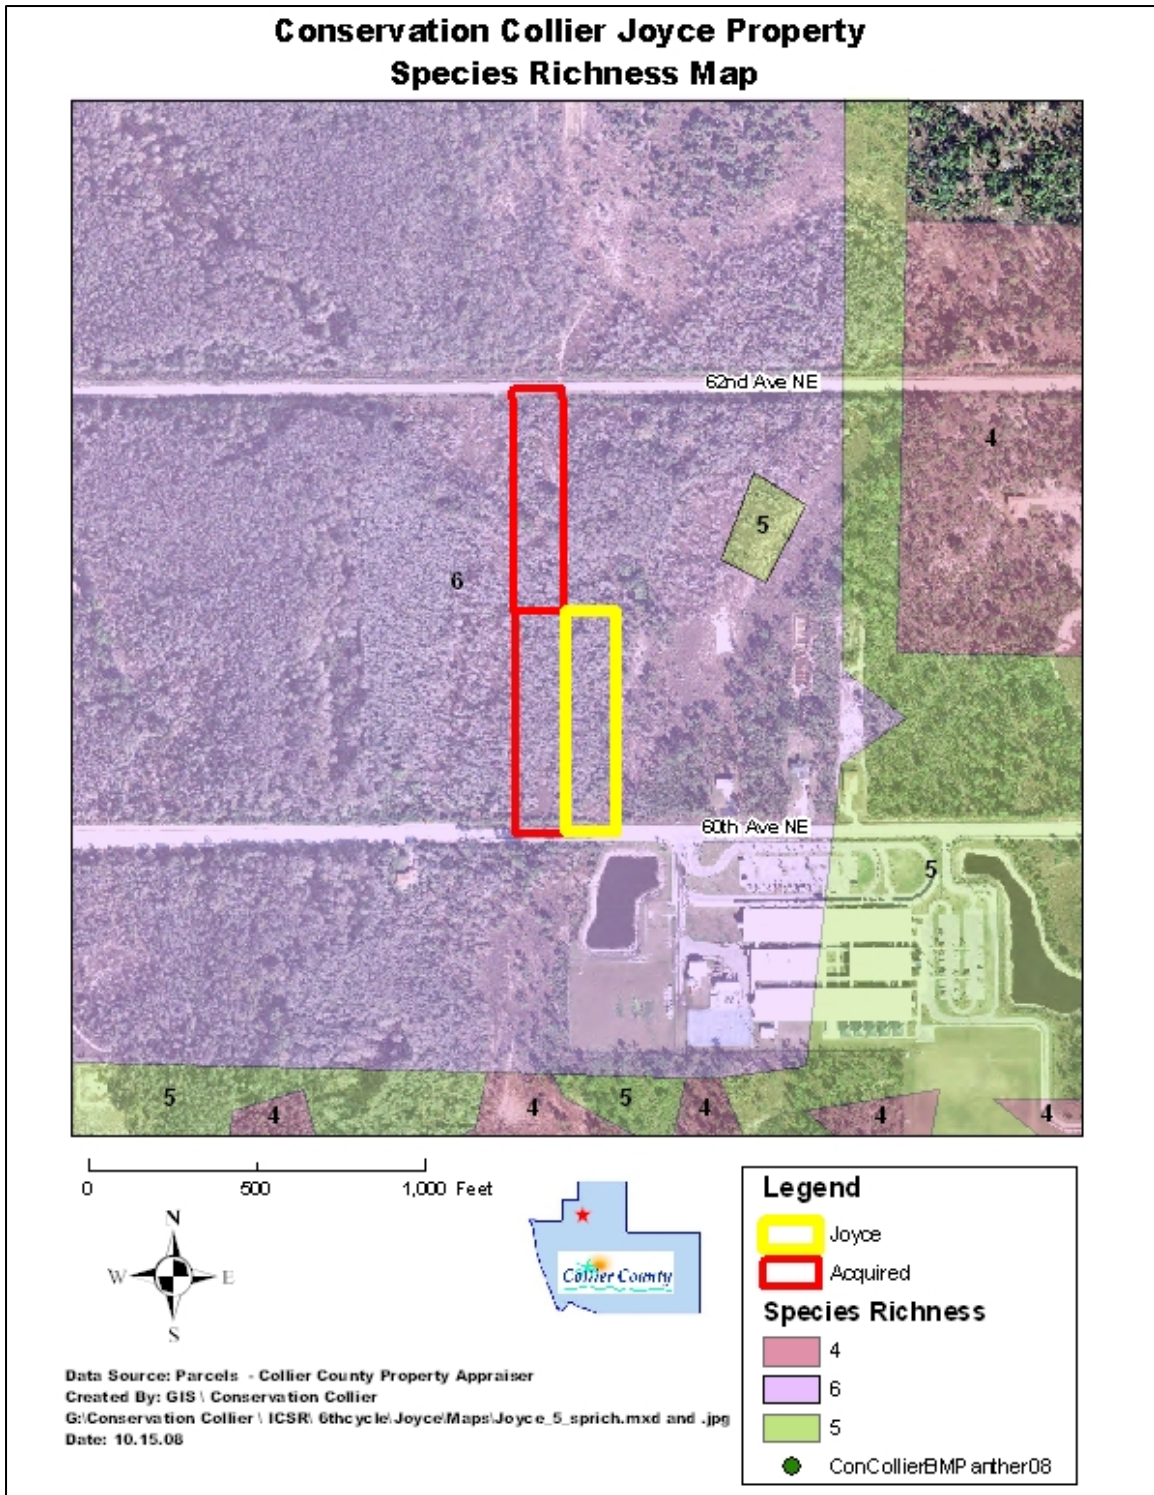 Conservation Collier Joyce Property
Species Richness Map
62nd Ave NE
4
5
6
60th Ave NE
5
5
4
4
5
4
4
4
0 500 1,000 Feet
N
W E
S
Collier County
Legend
Joyce
Acquired
Species Richness
4
6
5
ConCollierBMPanther08
Data Source: Parcels - Collier County Property Appraiser
Created By: GIS \ Conservation Collier
G:\Conservation Collier \ ICSR\ 6thcycle\Joyce\Maps\Joyce_5_sprich.mxd and .jpg
Date: 10.15.08